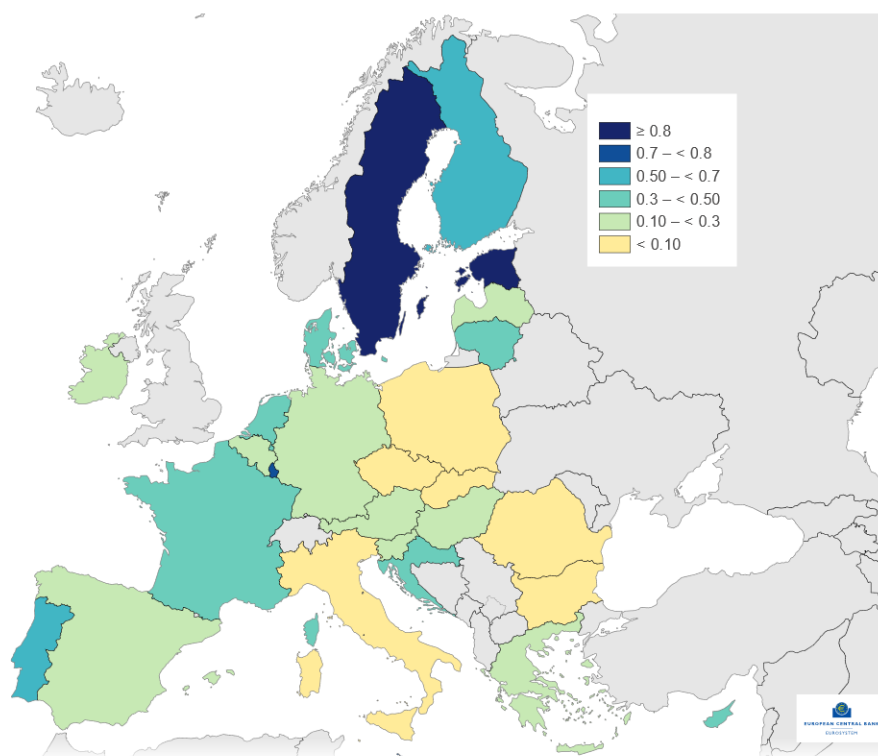 ≥ 0.8
0.7 – < 0.8
0.50 – < 0.7
0.3 – < 0.50
0.10 – < 0.3
< 0.10
EUROPEAN CENTRAL BANK
EUROSYSTEM